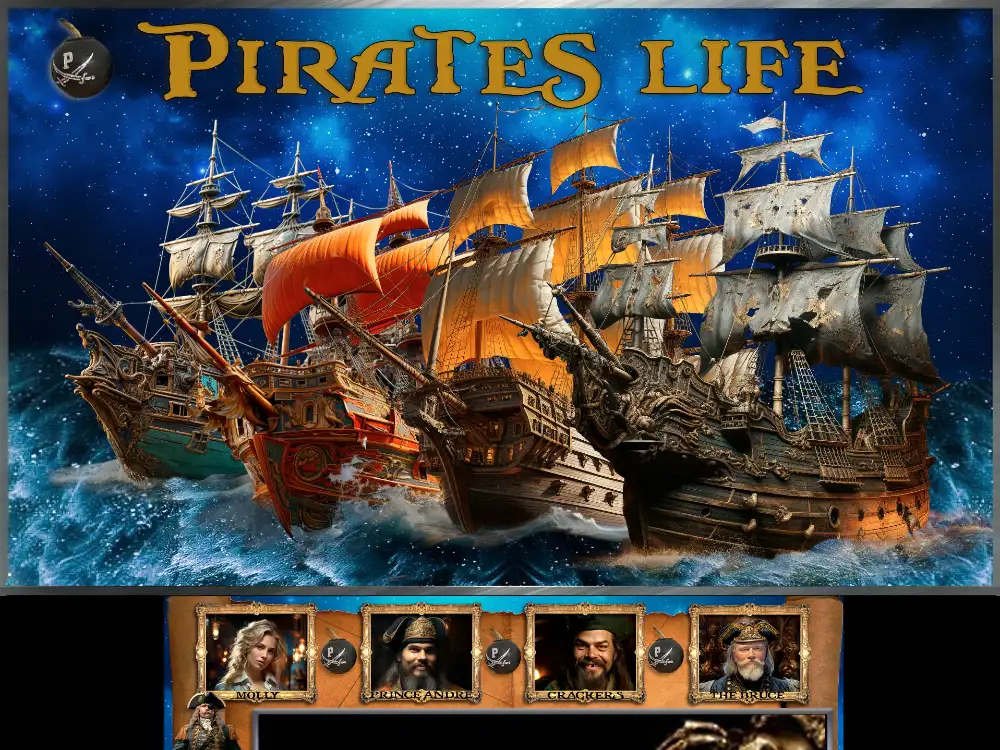 PIRATES LIFE
P
MOLLY
P
PRINCE ANDRE
P
CRACKERS
P
THE BRUCE